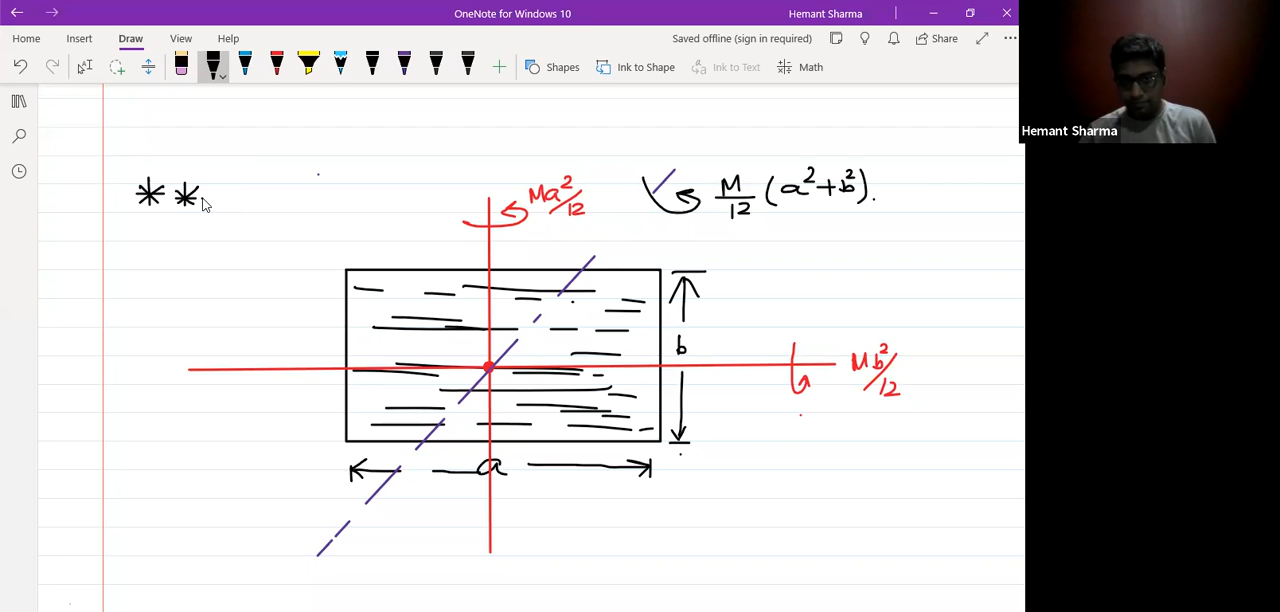 OneNote for Windows 10
Hemant Sharma
Home Insert Draw View Help
Saved offline (sign in required)
Share
Shapes
Ink to Shape
Ink to Text
Math
Hemant Sharma
**
Ma²/12
M/12 (a²+b²).
b
Mb²/12
a